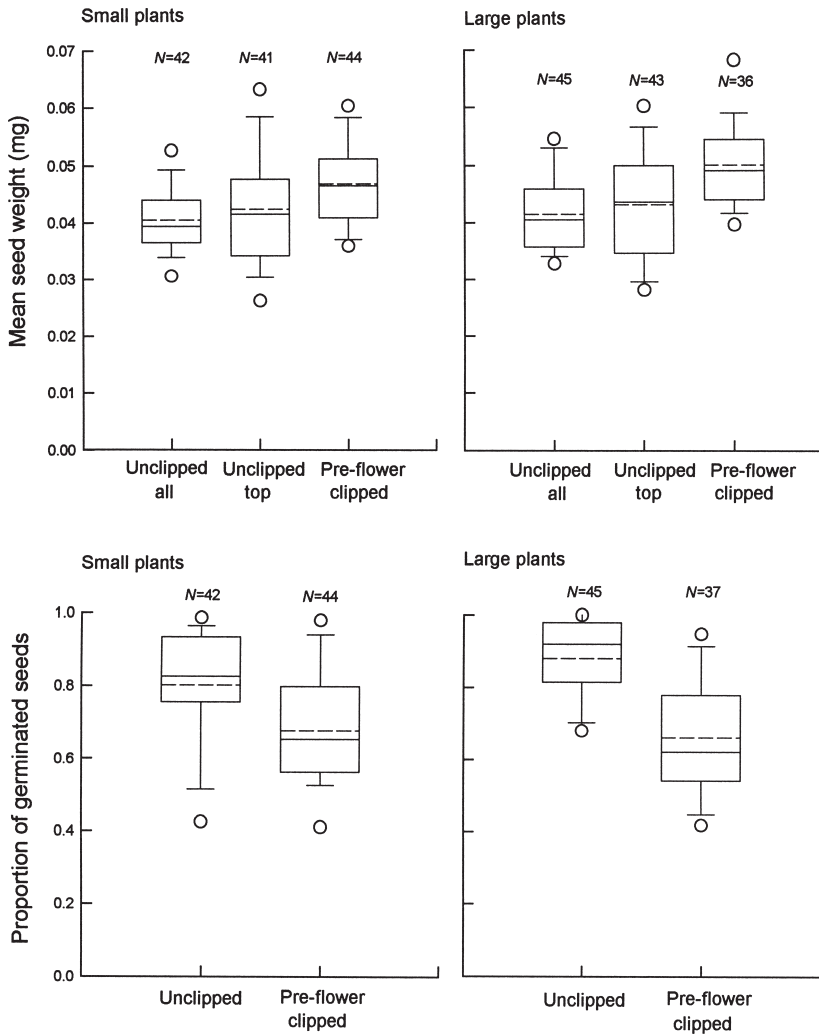 Small plants
Large plants
N=42
N=41
N=44
N=45
N=43
N=36
Mean seed weight (mg)
0.07
0.06
0.05
0.04
0.03
0.02
0.01
0.00
Unclipped
all
Unclipped
top
Pre-flower
clipped
Unclipped
all
Unclipped
top
Pre-flower
clipped
Small plants
Large plants
N=42
N=44
N=45
N=37
Proportion of germinated seeds
1.0
0.8
0.6
0.4
0.2
0.0
Unclipped
Pre-flower
clipped
Unclipped
Pre-flower
clipped